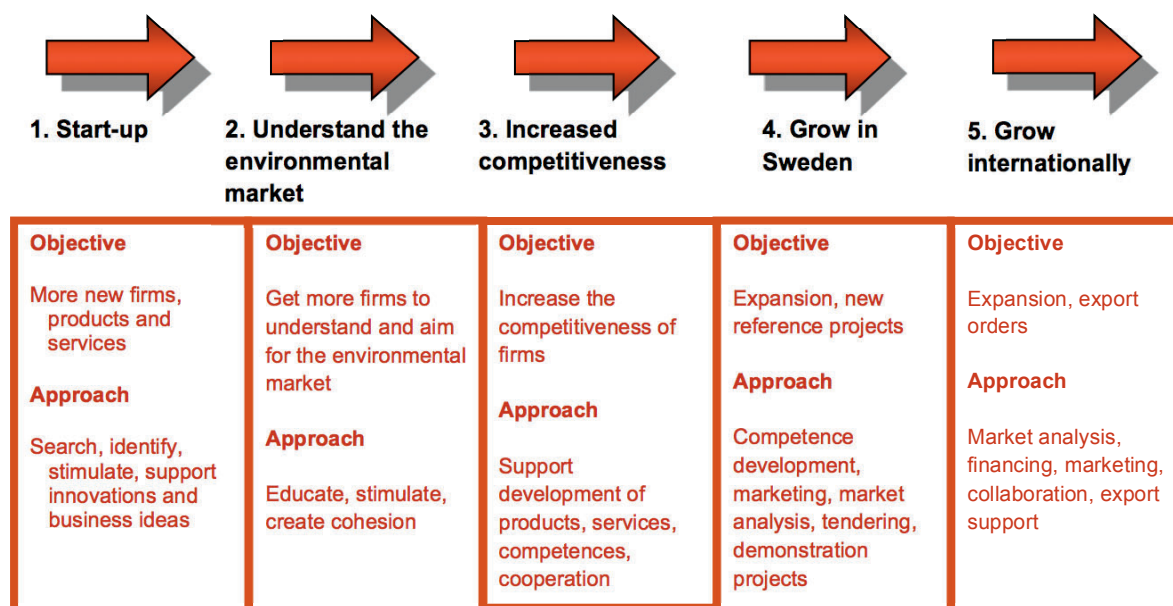 1. Start-up
2. Understand the
environmental
market
3. Increased
competitiveness
4. Grow in
Sweden
5. Grow
internationally
Objective
More new firms,
products and
services
Approach
Search, identify,
stimulate, support
innovations and
business ideas
Objective
Get more firms to
understand and aim
for the environmental
market
Approach
Educate, stimulate,
create cohesion
Objective
Increase the
competitiveness of
firms
Approach
Support
development of
products, services,
competences,
cooperation
Objective
Expansion, new
reference projects
Approach
Competence
development,
marketing, market
analysis, tendering,
demonstration
projects
Objective
Expansion, export
orders
Approach
Market analysis,
financing, marketing,
collaboration, export
support